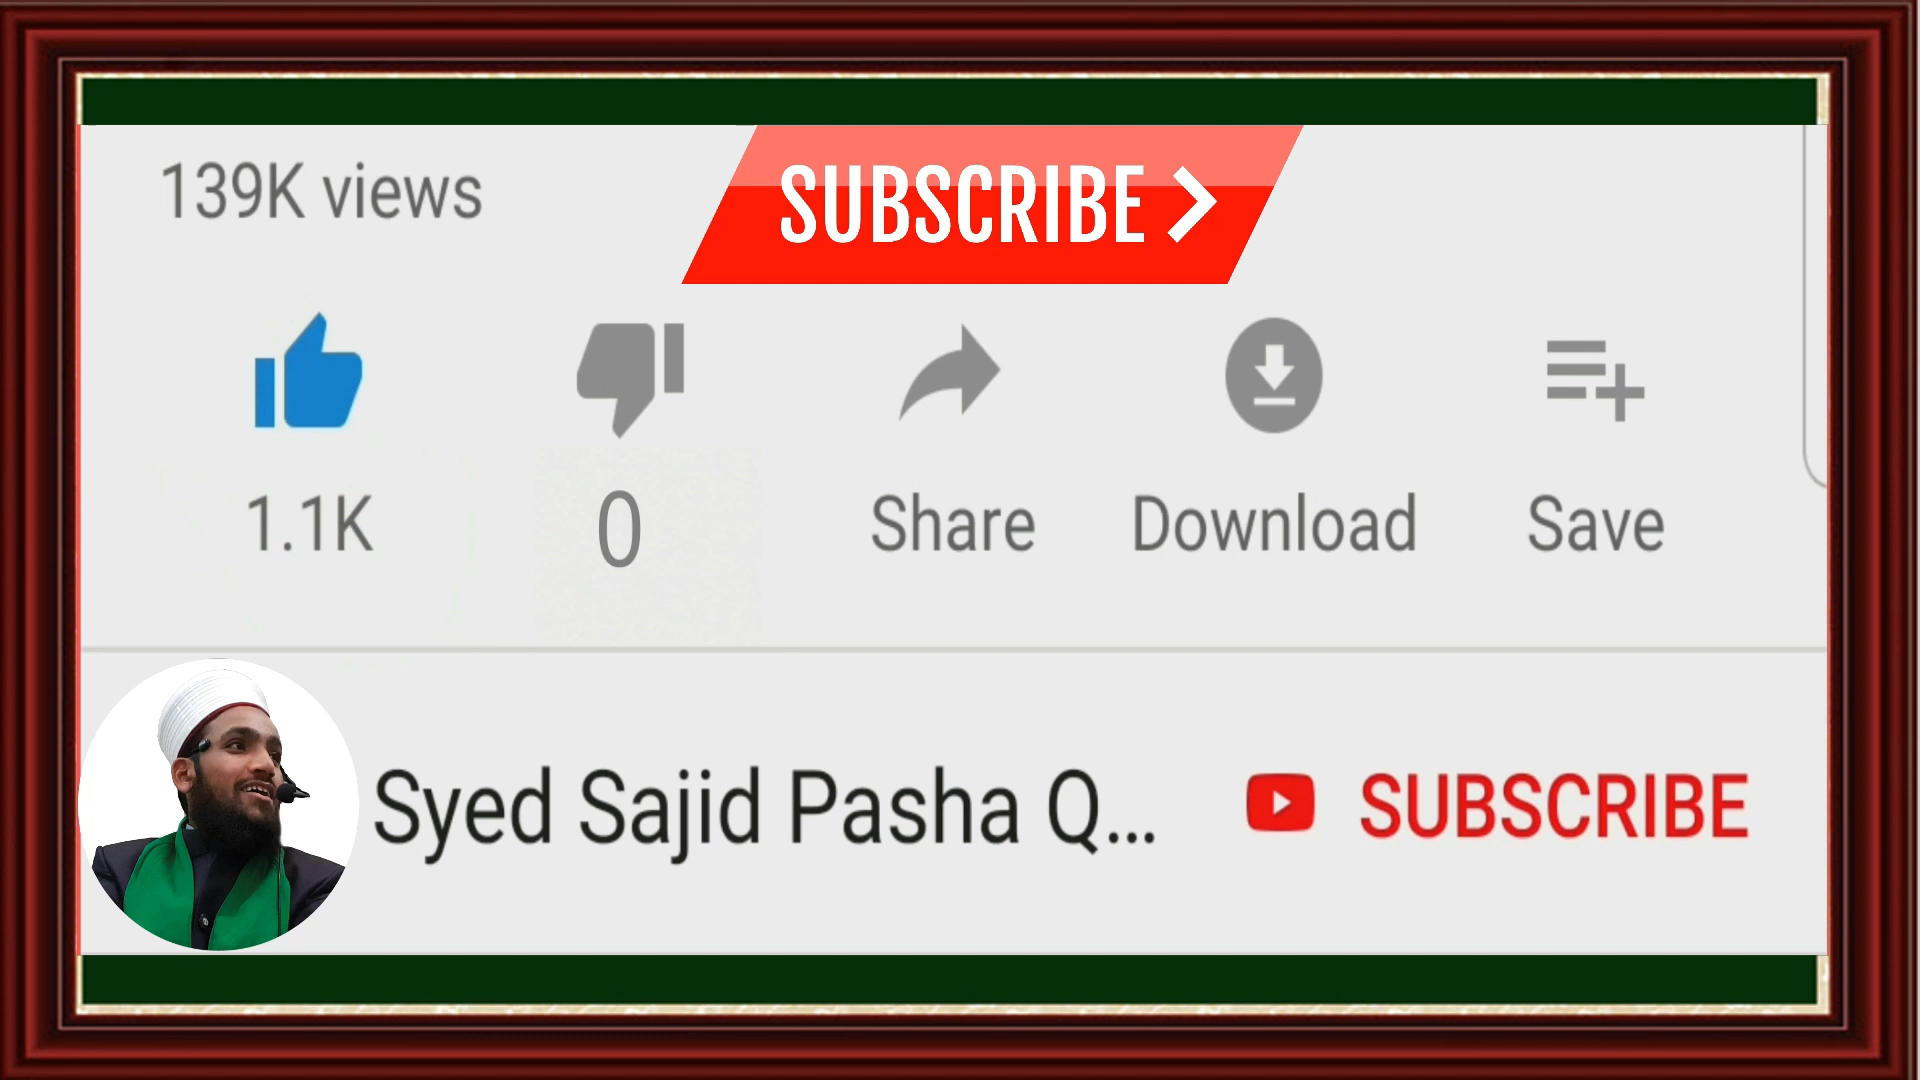 139K views
SUBSCRIBE
1.1K
0
Share
Download
Save
Syed Sajid Pasha Q...
SUBSCRIBE